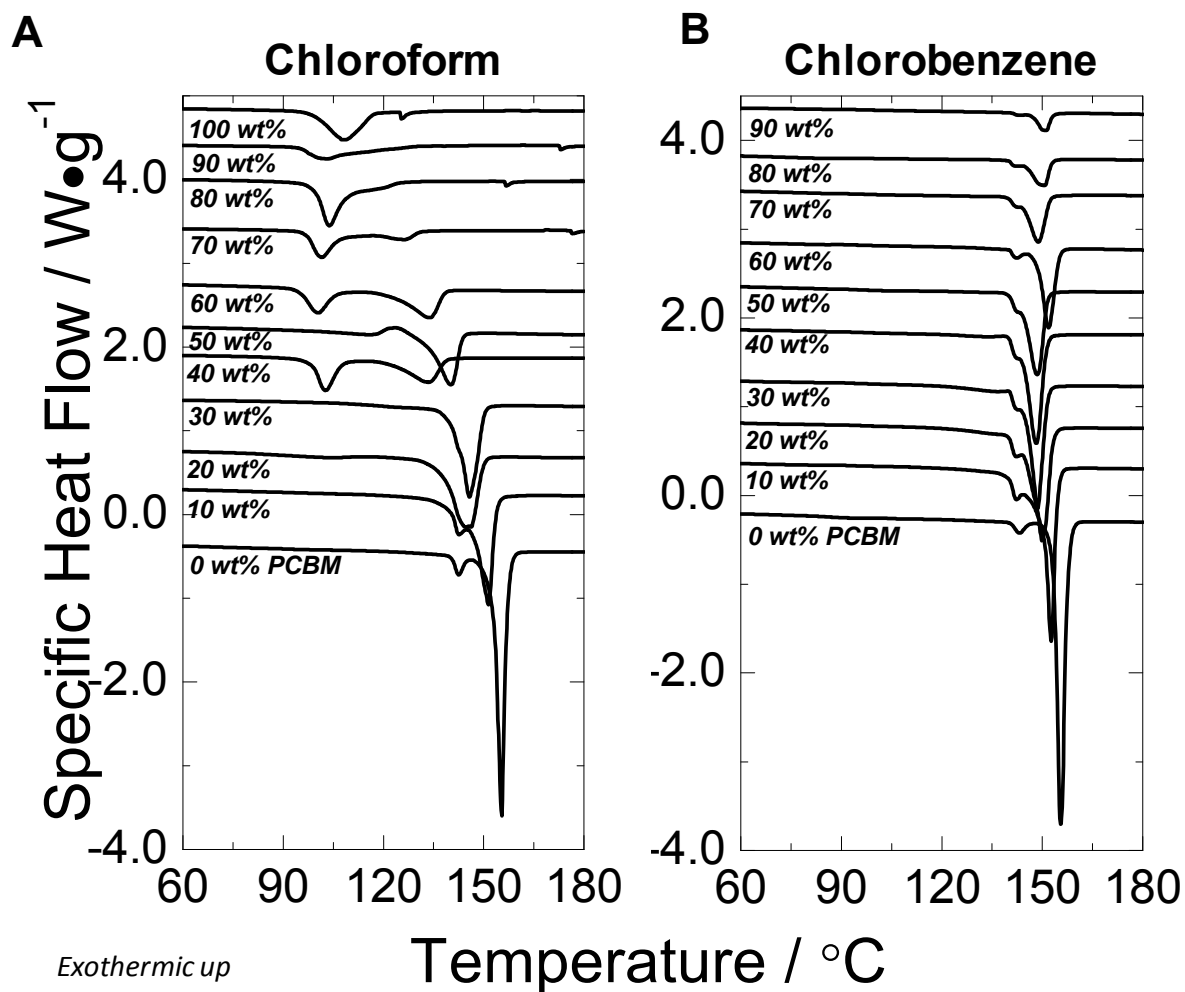 A
Chloroform
100 wt%
90 wt%
80 wt%
70 wt%
60 wt%
50 wt%
40 wt%
30 wt%
20 wt%
10 wt%
0 wt% PCBM
4.0
2.0
0.0
-2.0
-4.0
60 90 120 150 180
Specific Heat Flow / W●g⁻¹
B
Chlorobenzene
90 wt%
80 wt%
70 wt%
60 wt%
50 wt%
40 wt%
30 wt%
20 wt%
10 wt%
0 wt% PCBM
4.0
2.0
0.0
-2.0
-4.0
60 90 120 150 180
Exothermic up
Temperature / °C